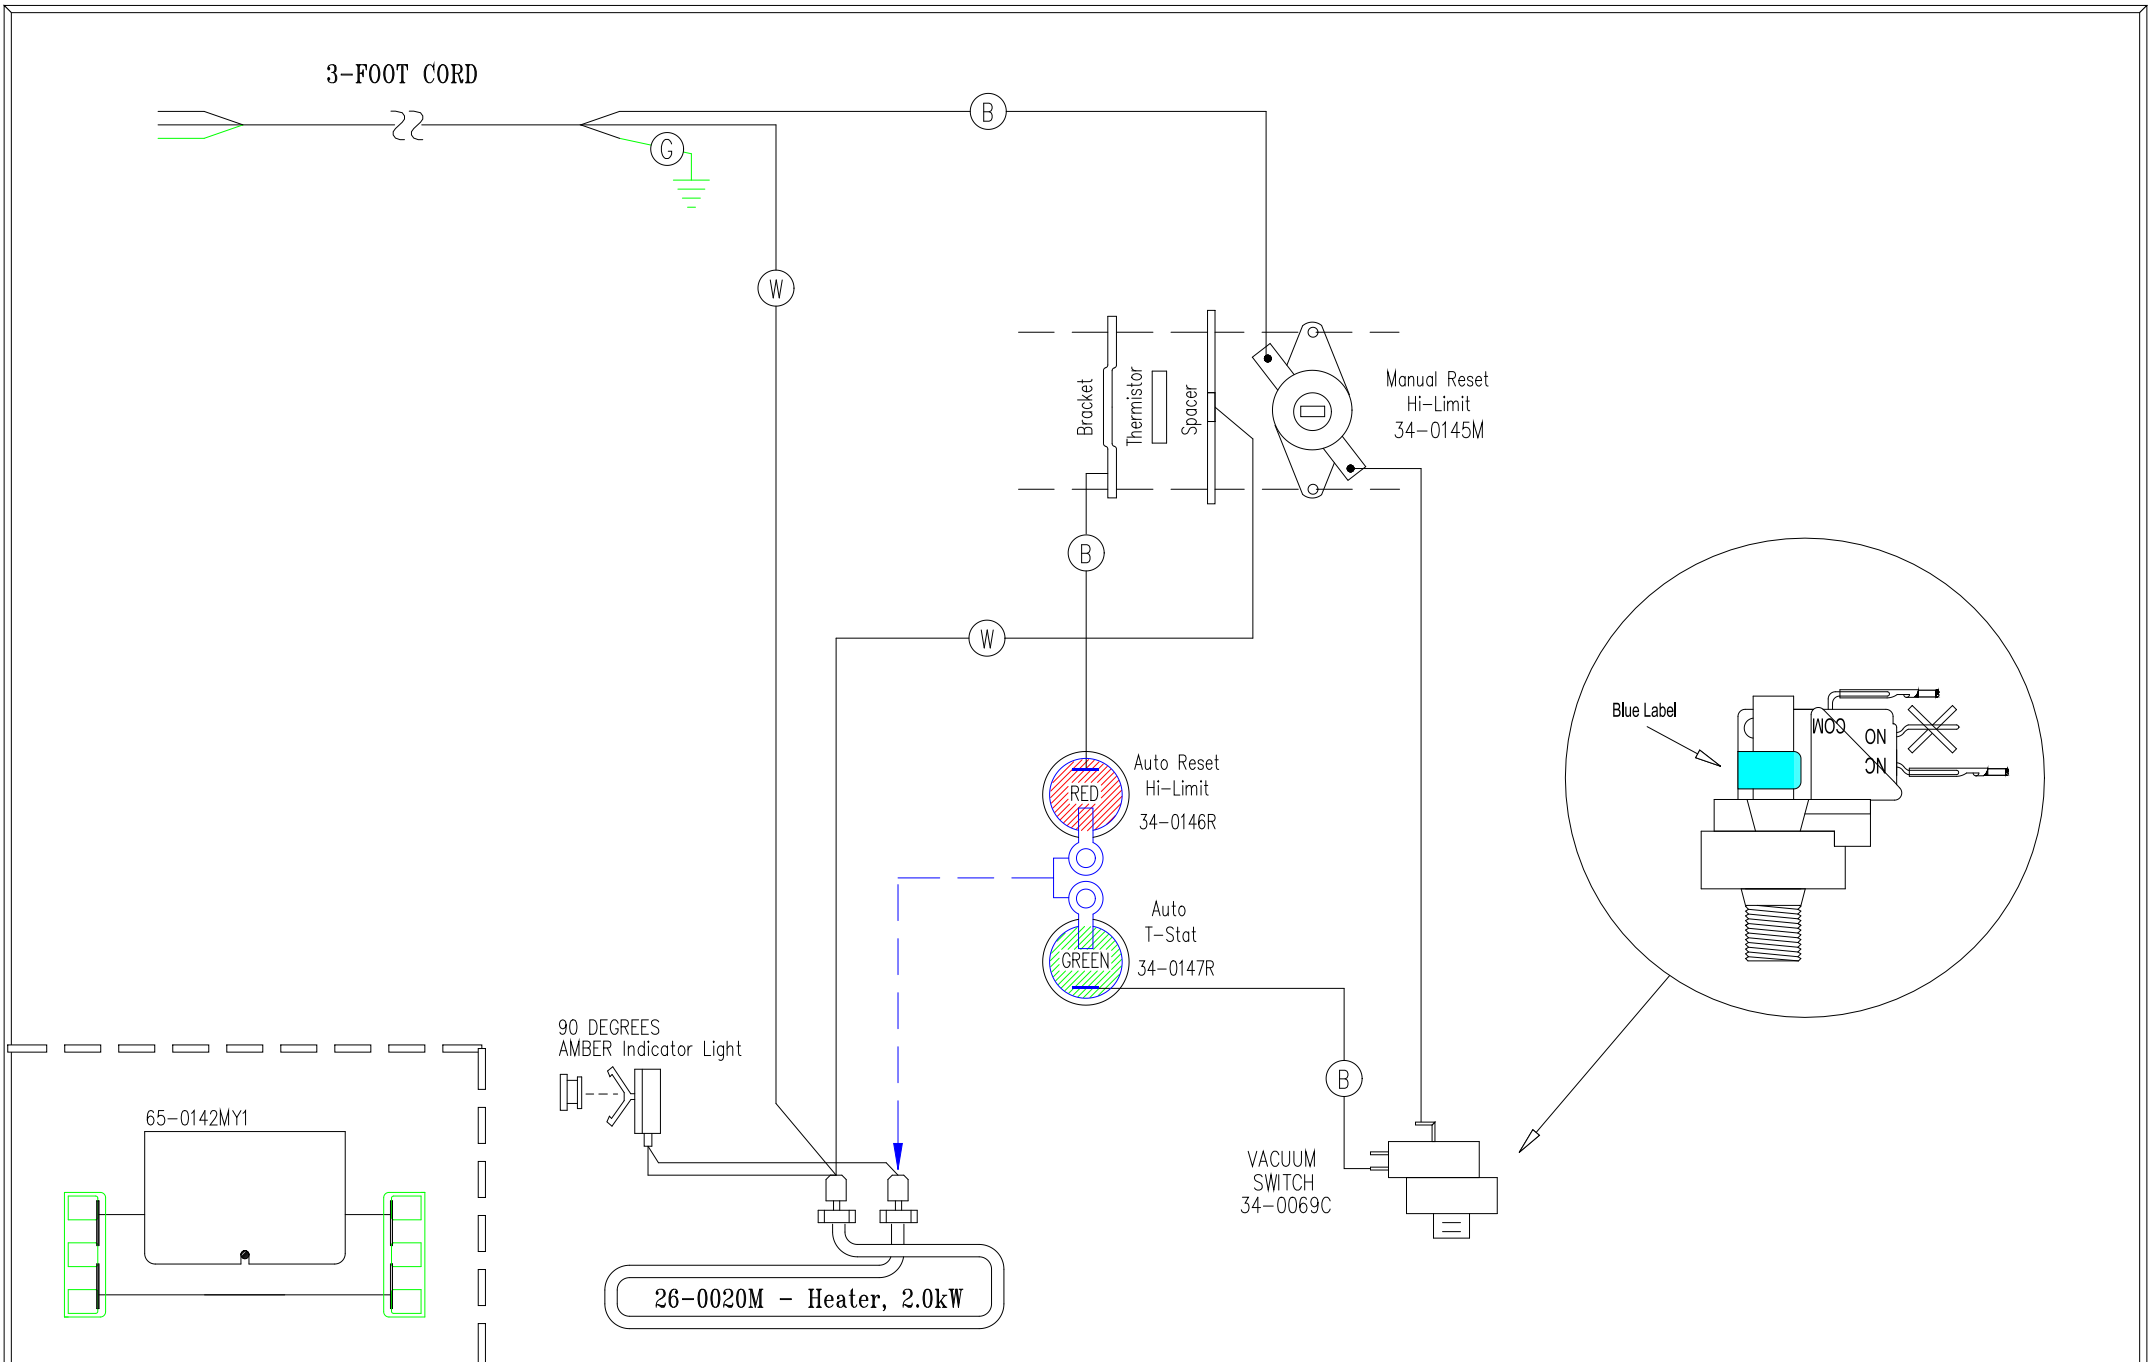 3-FOOT CORD
B
G
W
Bracket
Thermistor
Spacer
Manual Reset
Hi-Limit
34-0145M
B
W
Blue Label
COM
NO
NC
RED
Auto Reset
Hi-Limit
34-0146R
GREEN
Auto
T-Stat
34-0147R
90 DEGREES
AMBER Indicator Light
B
65-0142MY1
VACUUM
SWITCH
34-0069C
26-0020M - Heater, 2.0kW